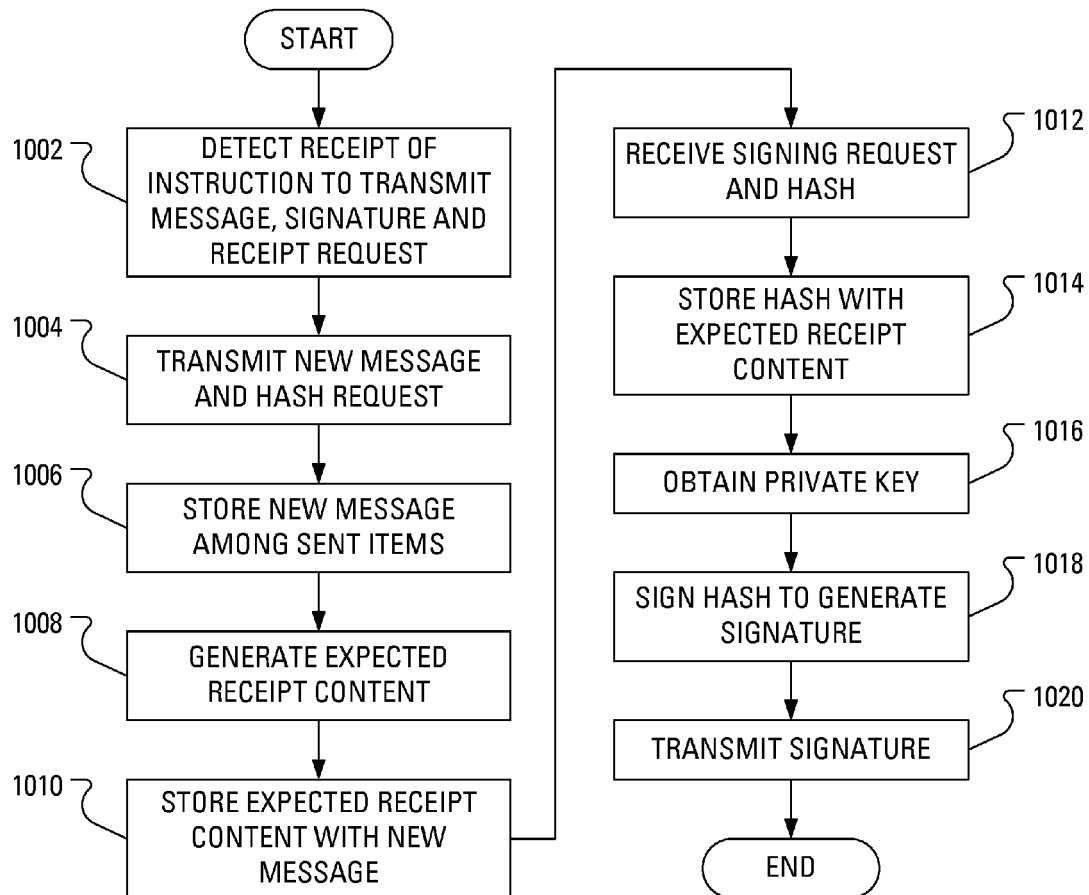 START
1002
DETECT RECEIPT OF
INSTRUCTION TO TRANSMIT
MESSAGE, SIGNATURE AND
RECEIPT REQUEST
1004
TRANSMIT NEW MESSAGE
AND HASH REQUEST
1006
STORE NEW MESSAGE
AMONG SENT ITEMS
1008
GENERATE EXPECTED
RECEIPT CONTENT
1010
STORE EXPECTED RECEIPT
CONTENT WITH NEW
MESSAGE
1012
RECEIVE SIGNING REQUEST
AND HASH
1014
STORE HASH WITH
EXPECTED RECEIPT
CONTENT
1016
OBTAIN PRIVATE KEY
1018
SIGN HASH TO GENERATE
SIGNATURE
1020
TRANSMIT SIGNATURE
END